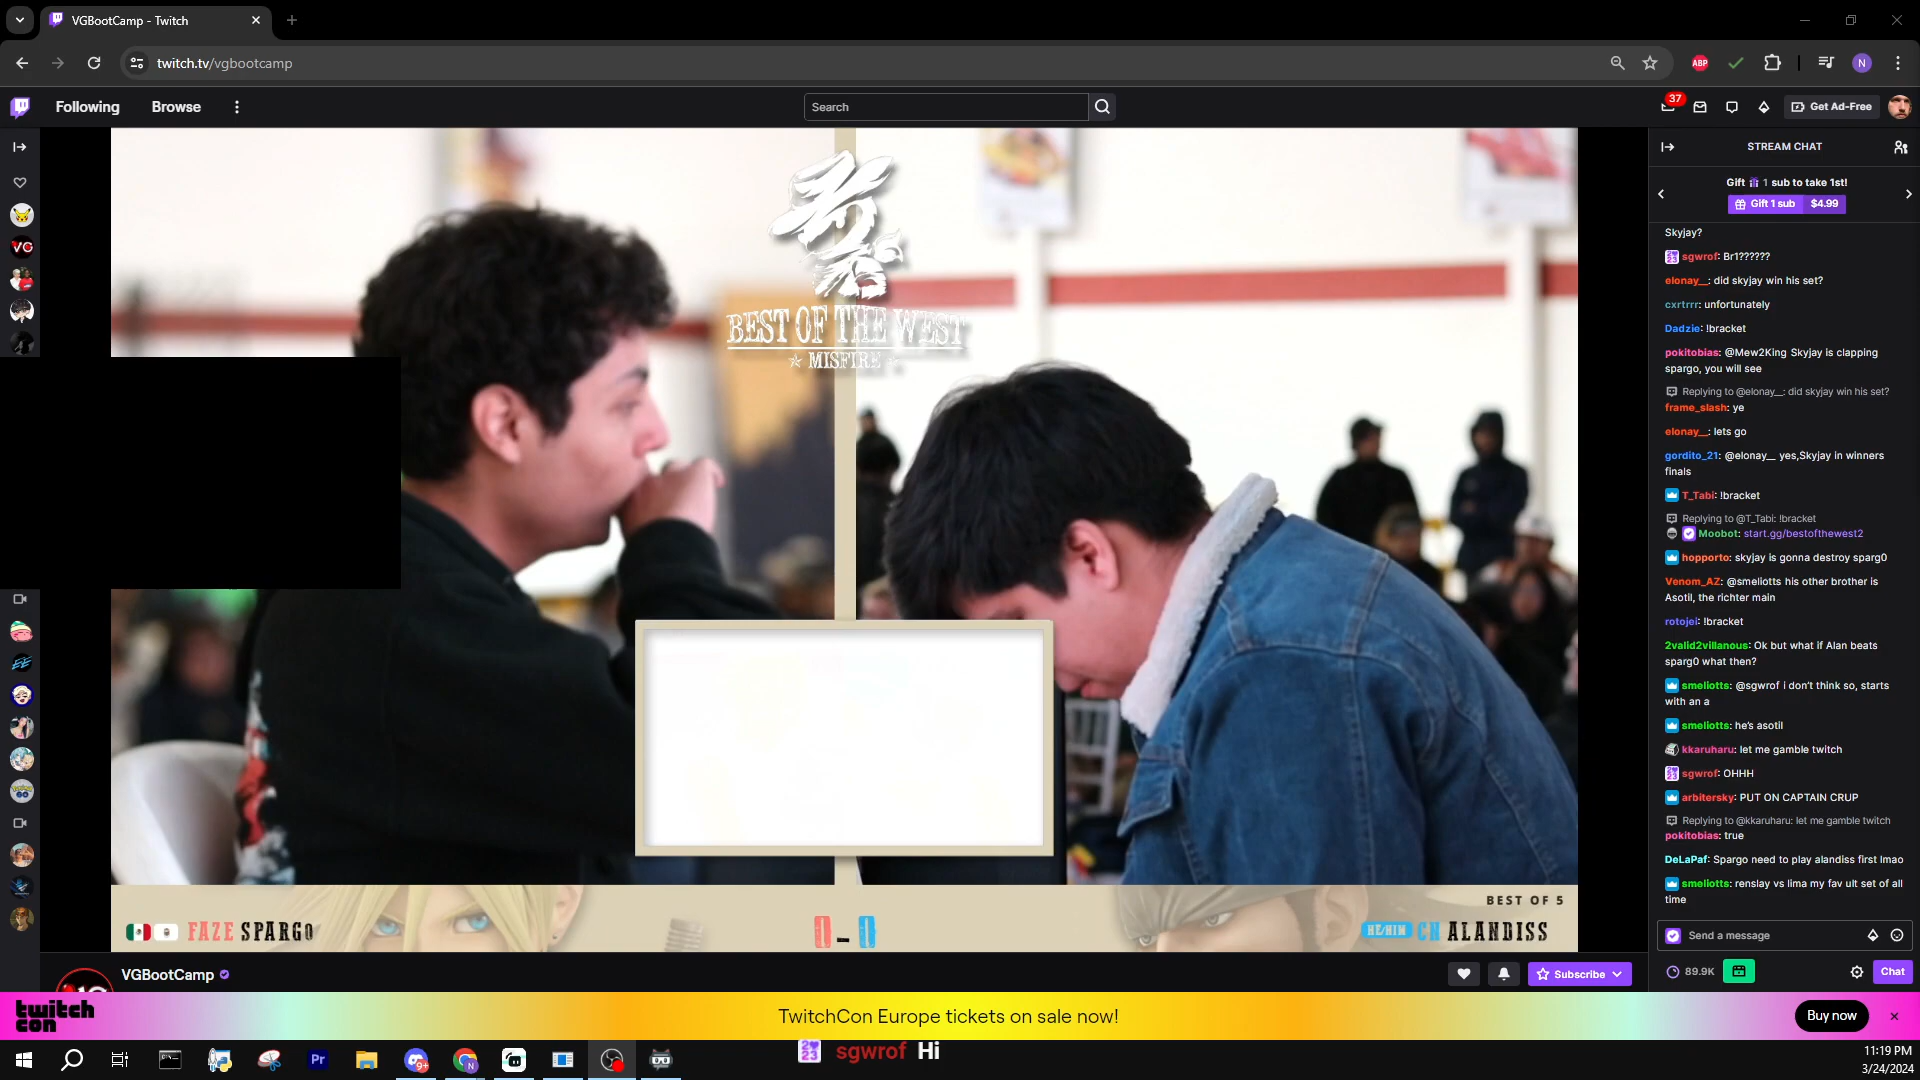 VGBootCamp - Twitch
twitch.tv/vgbootcamp
ABP
N
Following
Browse
Search
37
Get Ad-Free
STREAM CHAT
Gift 1 sub to take 1st!
Gift 1 sub $4.99
Skyjay?
sgwrof: Br1??????
elonay__: did skyjay win his set?
cxrtrrr: unfortunately
Dadzie: !bracket
pokitobias: @Mew2King Skyjay is clapping
spargo, you will see
Replying to @elonay__: did skyjay win his set?
frame_slash: ye
elonay__: lets go
gordito_21: @elonay__ yes,Skyjay in winners
finals
T_Tabi: !bracket
Replying to @T_Tabi: !bracket
Moobot: start.gg/bestofthewest2
hopporto: skyjay is gonna destroy sparg0
Venom_AZ: @smeliotts his other brother is
Asotil, the richter main
rotojei: !bracket
2valid2villanous: Ok but what if Alan beats
sparg0 what then?
smeliotts: @sgwrof i don't think so, starts
with an a
smeliotts: he's asotil
kkaruharu: let me gamble twitch
sgwrof: OHHH
arbitersky: PUT ON CAPTAIN CRUP
Replying to @kkaruharu: let me gamble twitch
pokitobias: true
DeLaPaf: Spargo need to play alandiss first lmao
smeliotts: renslay vs lima my fav ult set of all
time
Send a message
89.9K
Chat
BEST OF THE WEST
MISFIRE
BEST OF 5
FAZE SPARGO
0 - 0
HE/HIM CN ALANDISS
VGBootCamp
Subscribe
twitch
con
TwitchCon Europe tickets on sale now!
Buy now
Pr
9+
sgwrof Hi
11:19 PM
3/24/2024